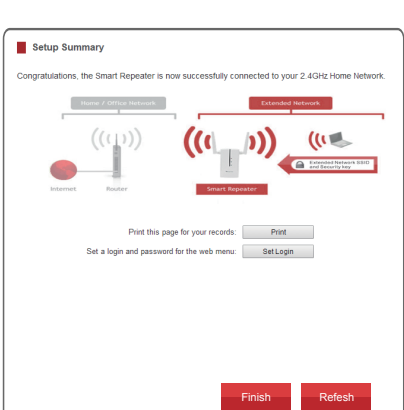 Setup Summary
Congratulations, the Smart Repeater is now successfully connected to your 2.4GHz Home Network.
Home / Office Network
Extended Network
Extended Network SSID
and Security key
Internet
Router
Smart Repeater
Print this page for your records:
Print
Set a login and password for the web menu:
Set Login
Finish
Refesh